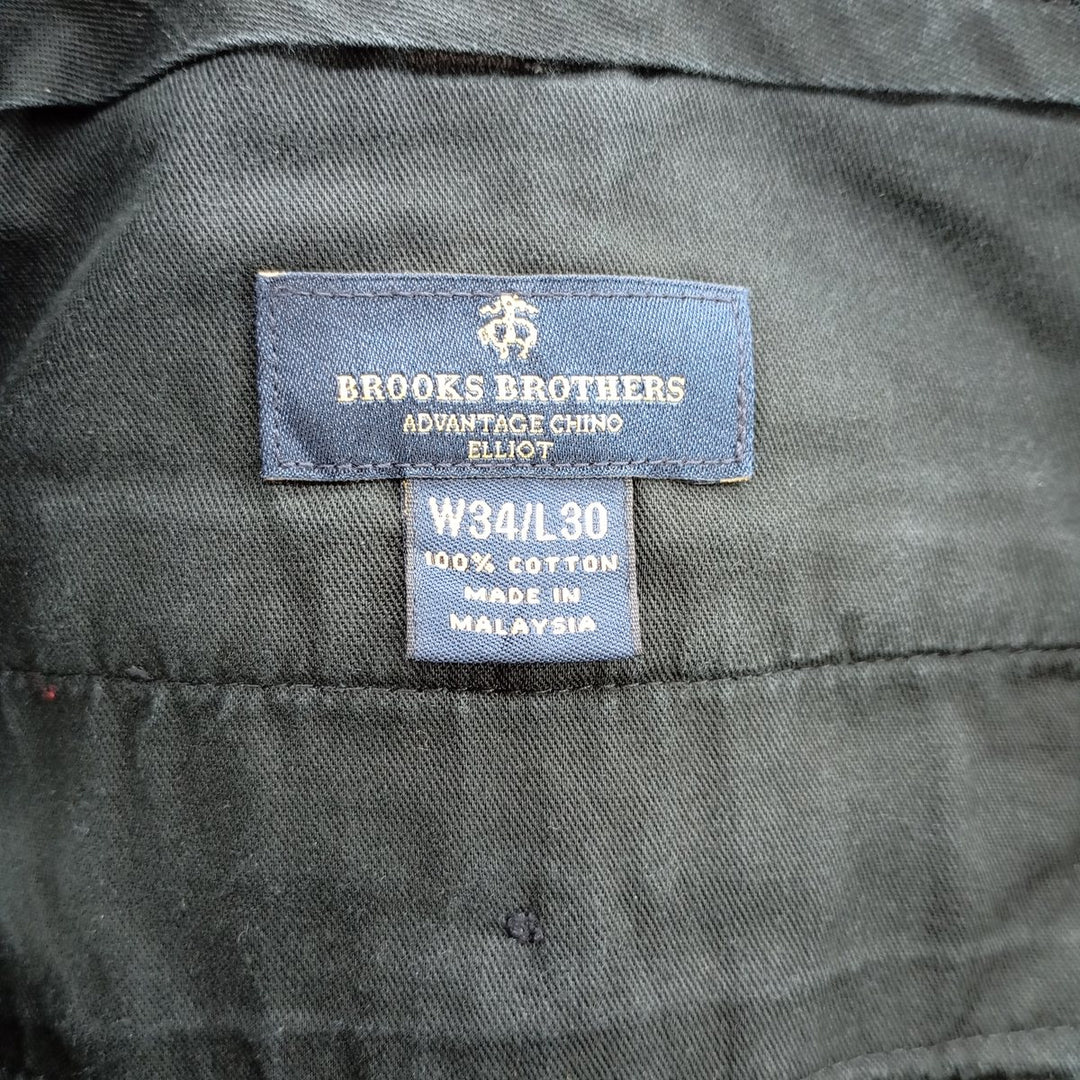 BROOKS BROTHERS
ADVANTAGE CHINO
ELLIOT
W34/L30
100% COTTON
MADE IN
MALAYSIA